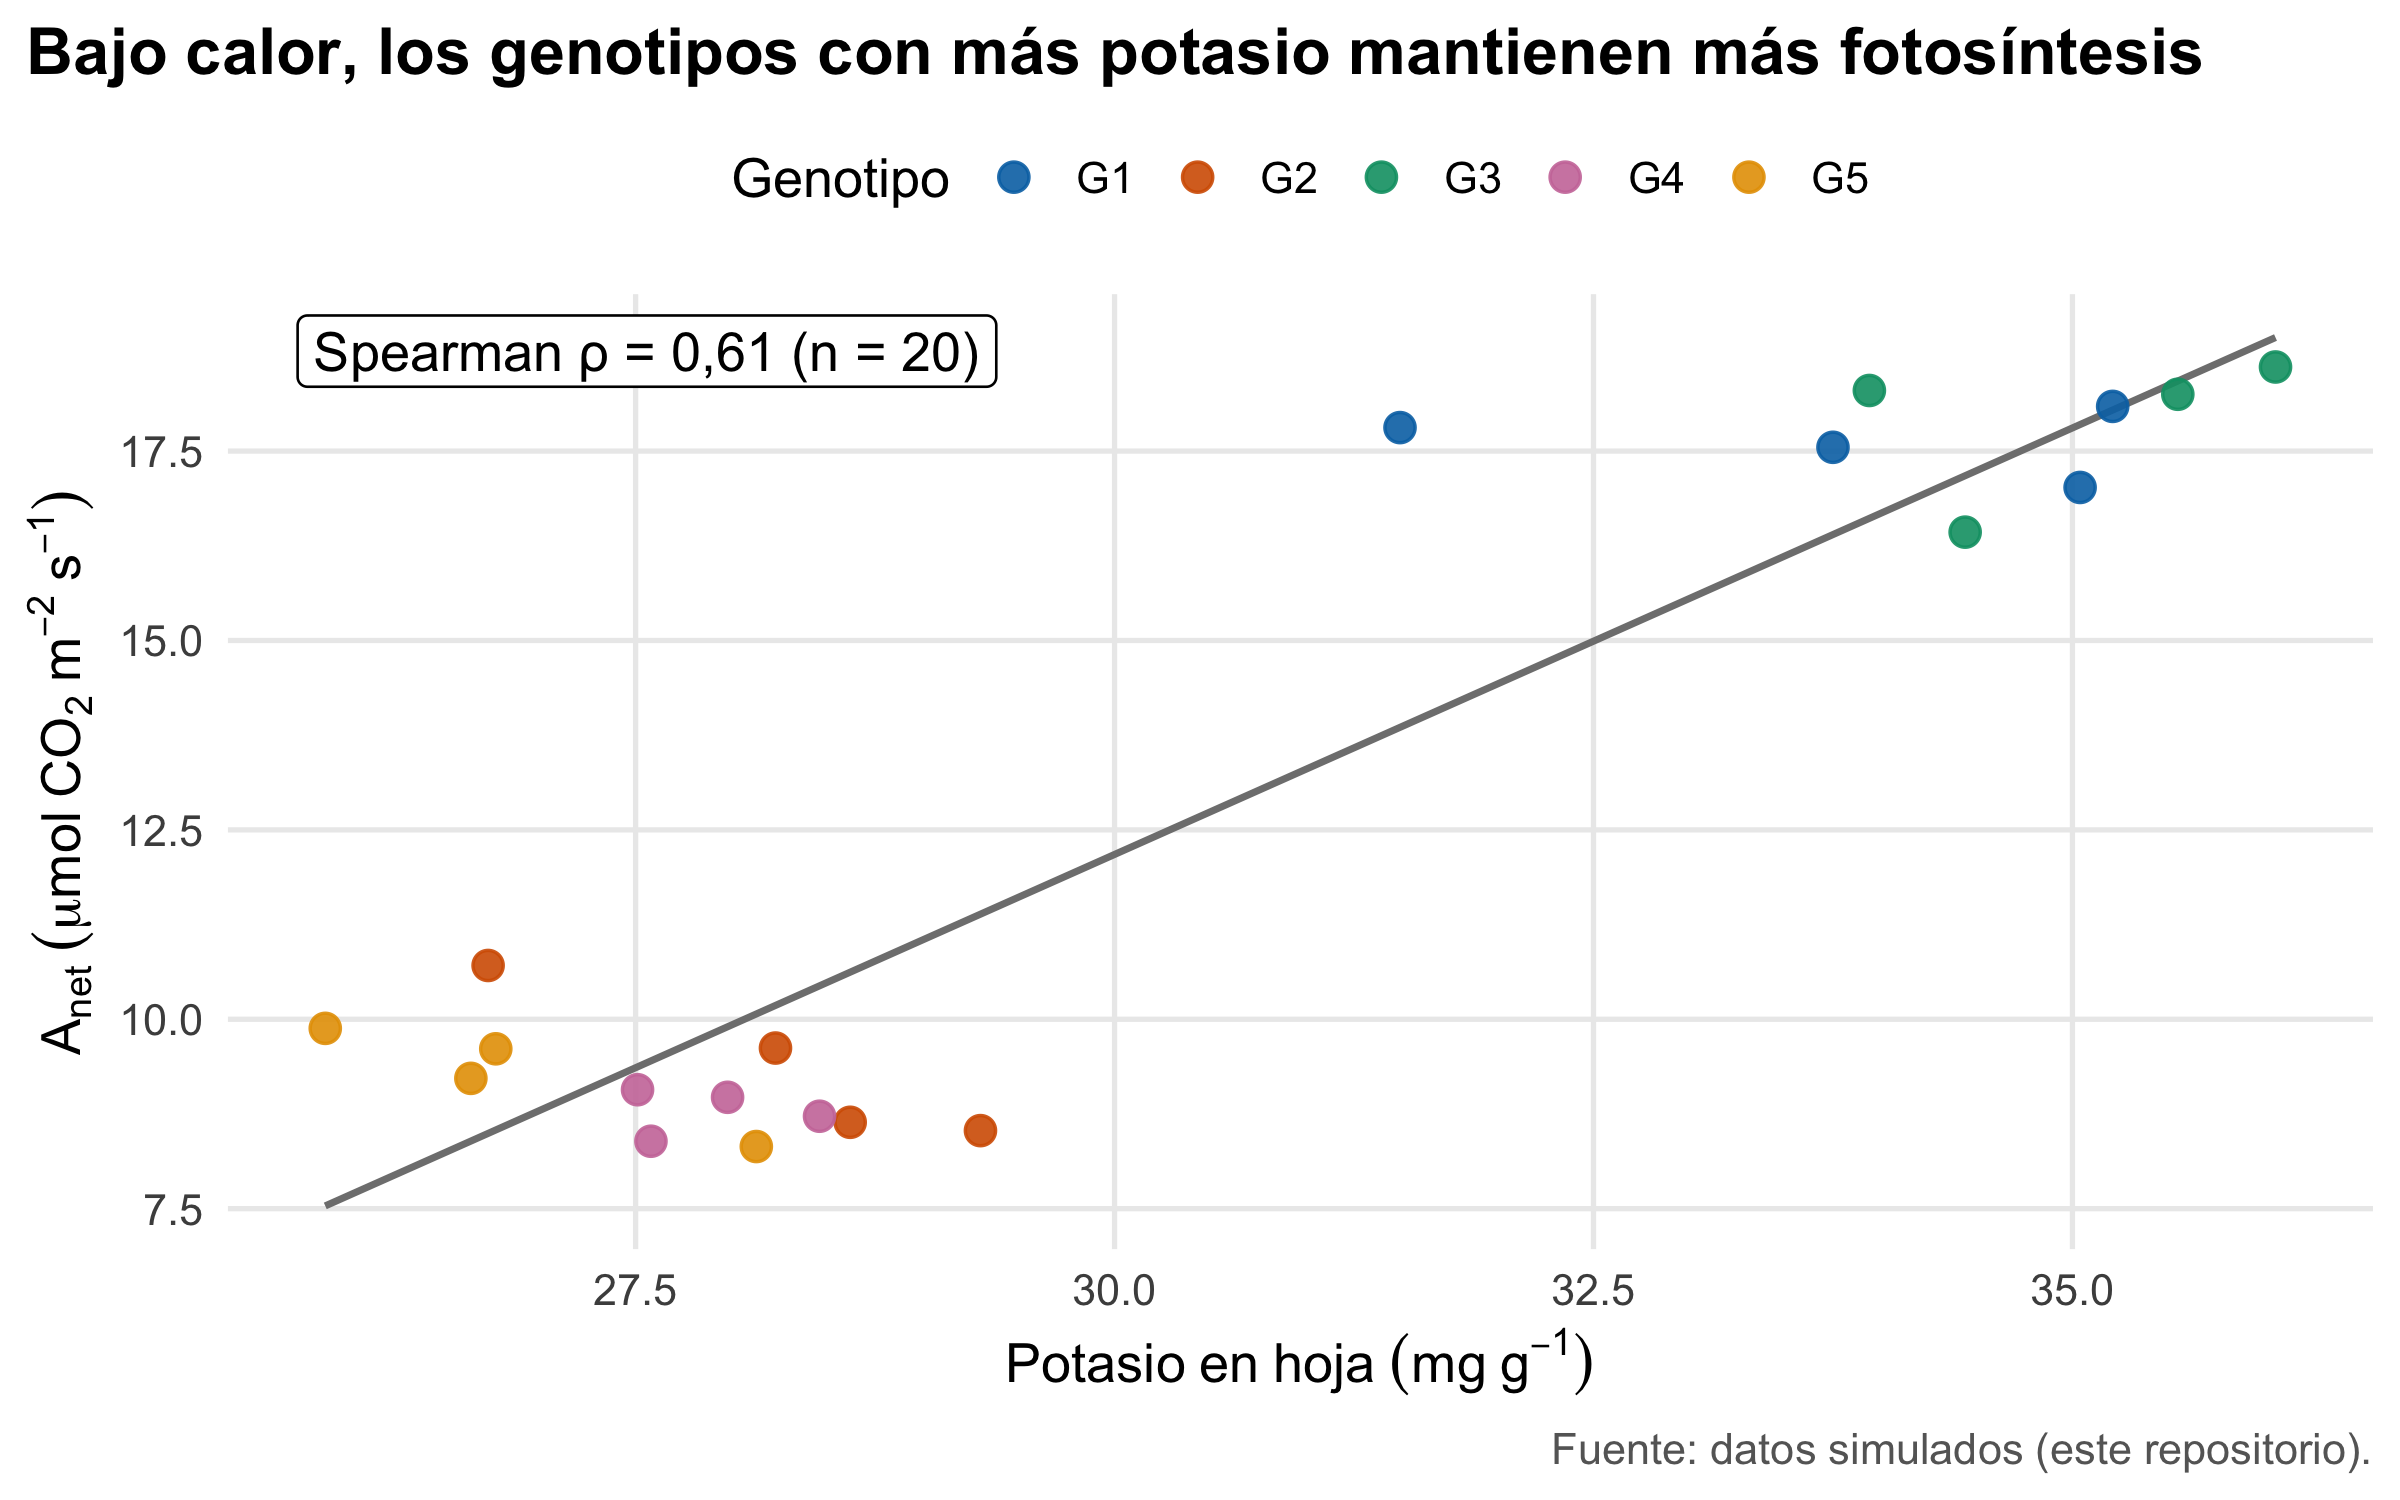 Bajo calor, los genotipos con más potasio mantienen más fotosíntesis
Genotipo G1 G2 G3 G4 G5
Spearman ρ = 0,61 (n = 20)
17.5
15.0
12.5
10.0
7.5
Aₙₑₜ (μmol CO₂ m⁻² s⁻¹)
27.5 30.0 32.5 35.0
Potasio en hoja (mg g⁻¹)
Fuente: datos simulados (este repositorio).